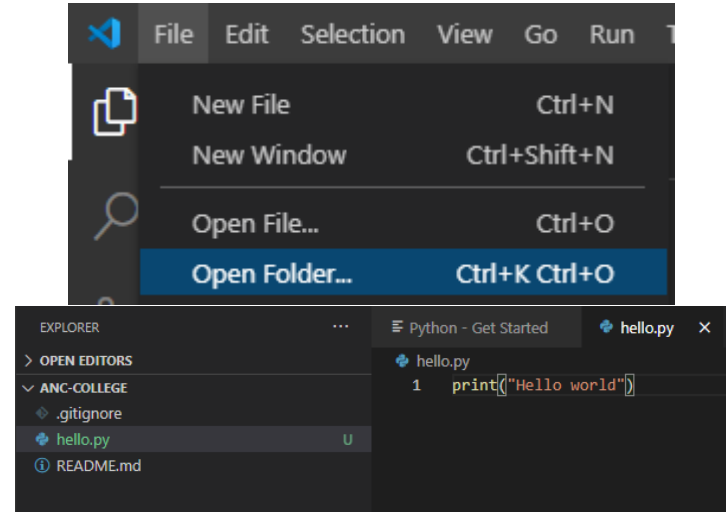 File Edit Selection View Go Run T
New File Ctrl+N
New Window Ctrl+Shift+N
Open File... Ctrl+O
Open Folder... Ctrl+K Ctrl+O
EXPLORER ...
OPEN EDITORS
ANC-COLLEGE
.gitignore
hello.py U
README.md
Python - Get Started hello.py
hello.py
1 print("Hello world")